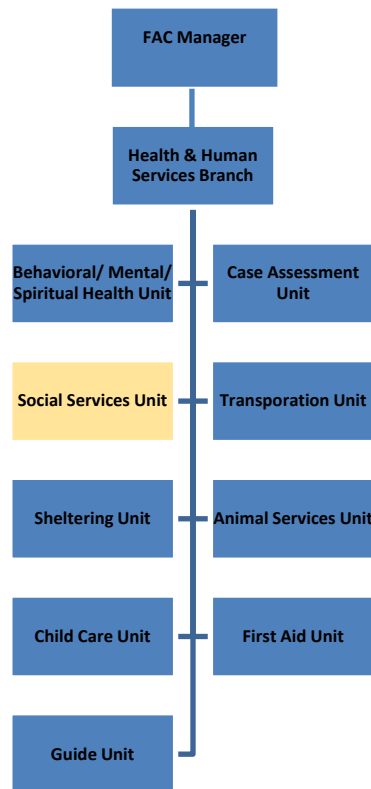 FAC Manager
Health & Human
Services Branch
Behavioral/ Mental/
Spiritual Health Unit
Case Assessment
Unit
Social Services Unit
Transporation Unit
Sheltering Unit
Animal Services Unit
Child Care Unit
First Aid Unit
Guide Unit